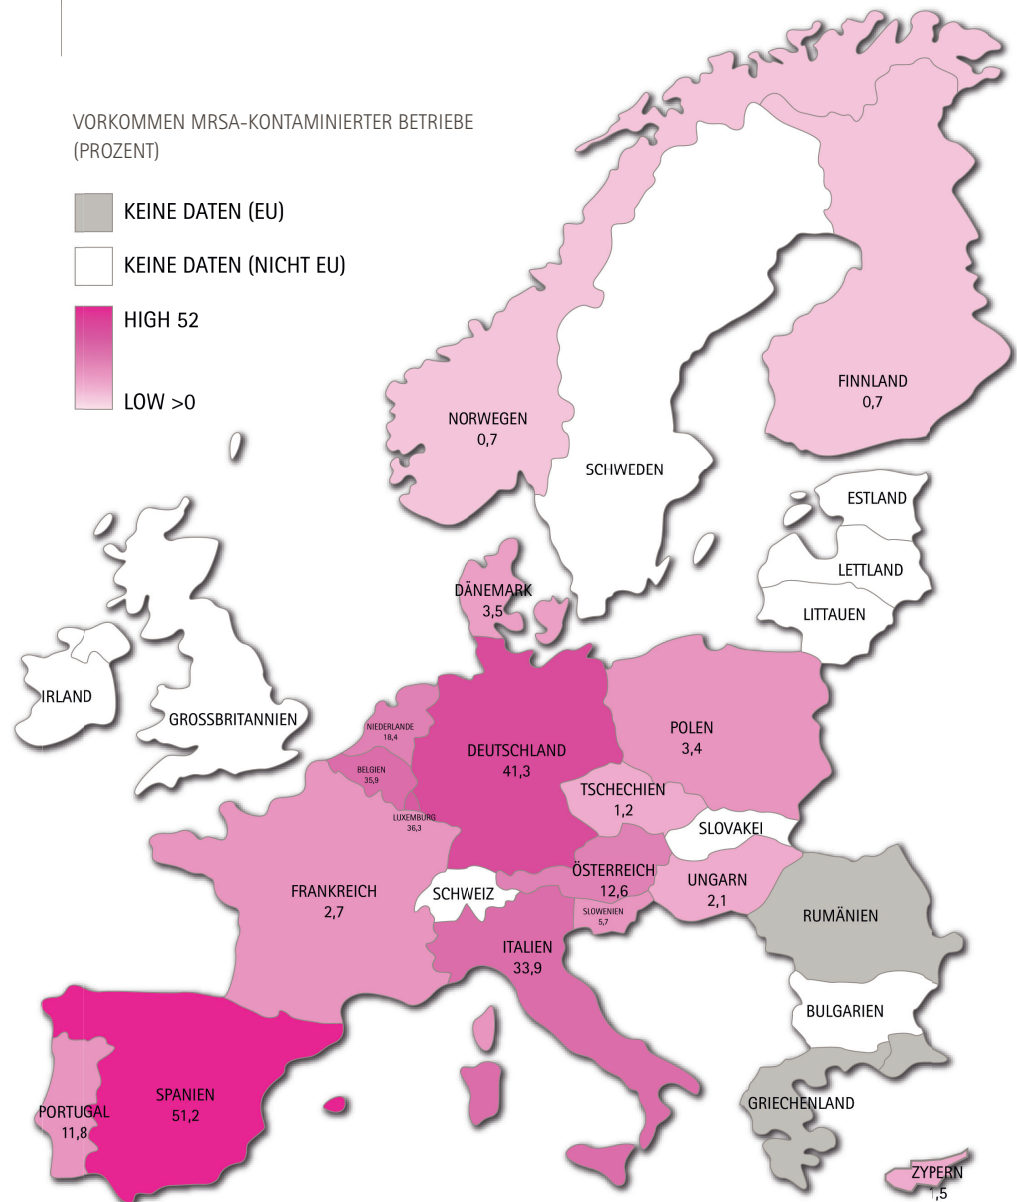 VORKOMMEN MRSA-KONTAMINIERTER BETRIEBE
(PROZENT)
KEINE DATEN (EU)
KEINE DATEN (NICHT EU)
HIGH 52
LOW >0
FINNLAND
0,7
NORWEGEN
0,7
SCHWEDEN
ESTLAND
LETTLAND
LITTAUEN
DÄNEMARK
3,5
IRLAND
GROSSBRITANNIEN
NIEDERLANDE
18,4
DEUTSCHLAND
41,3
POLEN
3,4
BELGIEN
35,9
TSCHECHIEN
1,2
LUXEMBURG
36,3
SLOVAKEI
ÖSTERREICH
12,6
UNGARN
2,1
FRANKREICH
2,7
SCHWEIZ
SLOWENIEN
5,7
RUMÄNIEN
ITALIEN
33,9
BULGARIEN
SPANIEN
51,2
PORTUGAL
11,8
GRIECHENLAND
ZYPERN
1,5